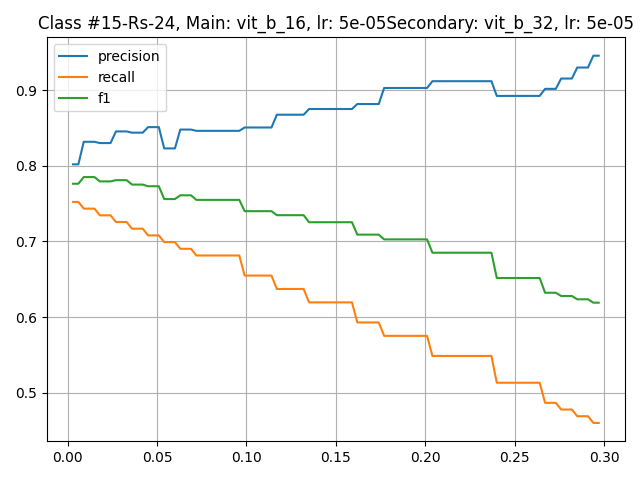 Class #15-Rs-24, Main: vit_b_16, lr: 5e-05Secondary: vit_b_32, lr: 5e-05
precision
recall
f1
0.9
0.8
0.7
0.6
0.5
0.00 0.05 0.10 0.15 0.20 0.25 0.30